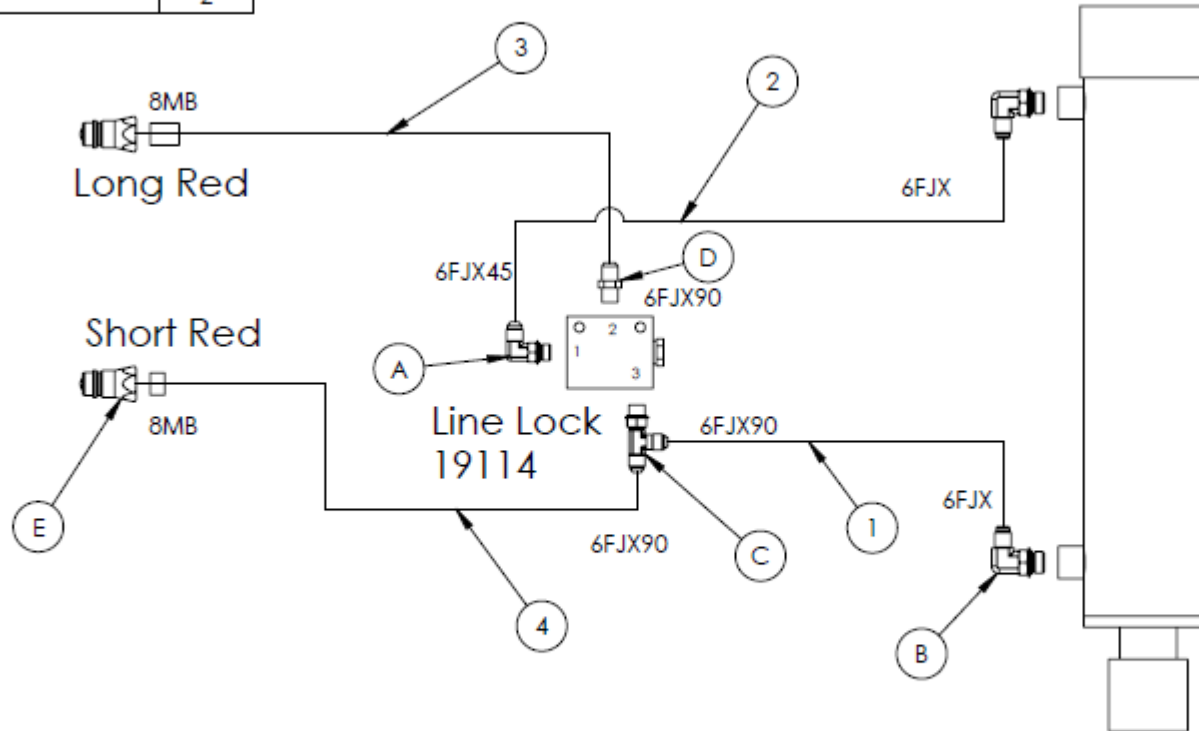 2
3
2
8MB
Long Red
6FJX
6FJX45
D
6FJX90
Short Red
1 2 3
A
8MB
Line Lock
19114
6FJX90
6FJX
E
1
6FJX90
C
4
B